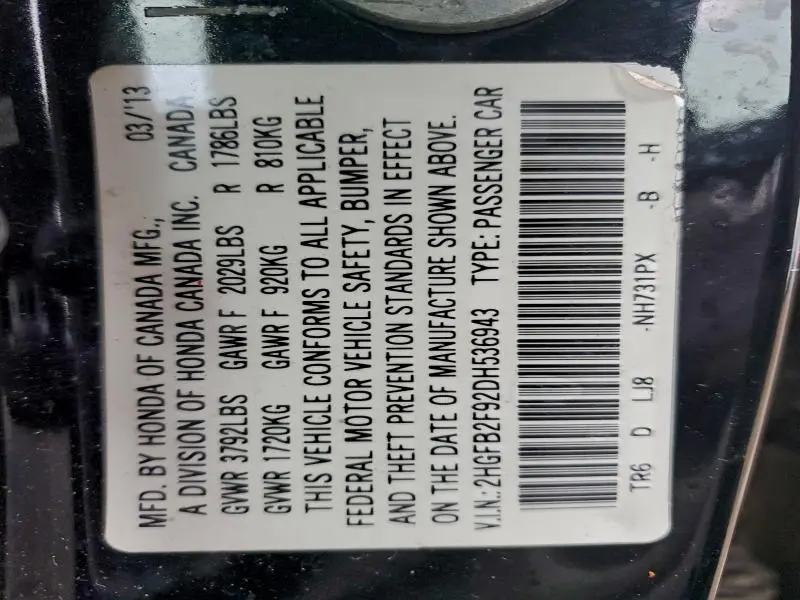 MFD. BY HONDA OF CANADA MFG., 03/'13
A DIVISION OF HONDA CANADA INC. CANADA
GVWR 3792LBS GAWR F 2029LBS R 1786LBS
GVWR 1720KG GAWR F 920KG R 810KG
THIS VEHICLE CONFORMS TO ALL APPLICABLE
FEDERAL MOTOR VEHICLE SAFETY, BUMPER,
AND THEFT PREVENTION STANDARDS IN EFFECT
ON THE DATE OF MANUFACTURE SHOWN ABOVE.
V.I.N.: 2HGFB2F92DH536943 TYPE: PASSENGER CAR
TR6 D LJ8 -NH731PX -B -H